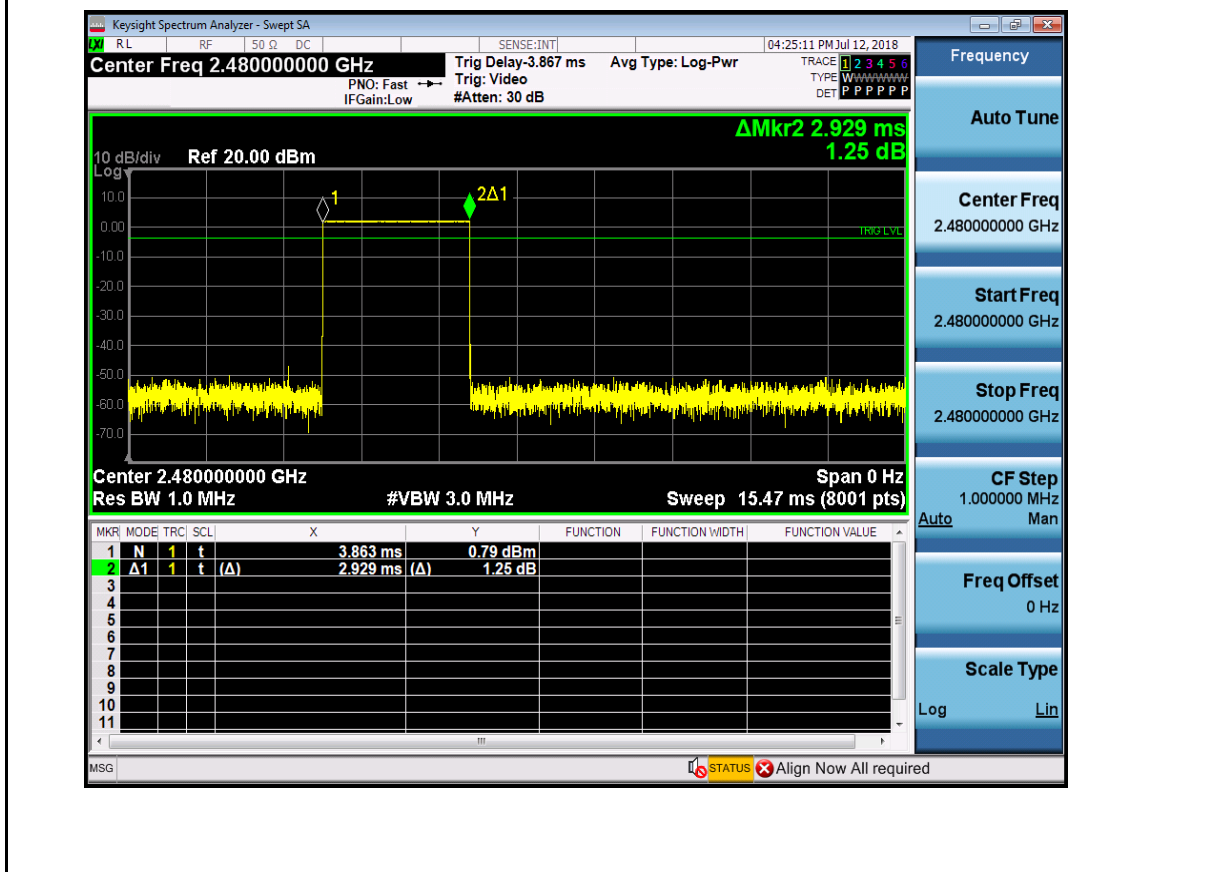 Keysight Spectrum Analyzer - Swept SA
LXI RL RF 50 Ω DC SENSE:INT 04:25:11 PM Jul 12, 2018
Center Freq 2.480000000 GHz
PNO: Fast
IFGain:Low
Trig Delay-3.867 ms
Trig: Video
#Atten: 30 dB
Avg Type: Log-Pwr
TRACE 1 2 3 4 5 6
TYPE WWWWWW
DET P P P P P P
ΔMkr2 2.929 ms
1.25 dB
10 dB/div Ref 20.00 dBm
Log
10.0
0.00
-10.0
-20.0
-30.0
-40.0
-50.0
-60.0
-70.0
1
2Δ1
TRIG LVL
Center 2.480000000 GHz Span 0 Hz
Res BW 1.0 MHz #VBW 3.0 MHz Sweep 15.47 ms (8001 pts)
MKR MODE TRC SCL X Y FUNCTION FUNCTION WIDTH FUNCTION VALUE
1 N 1 t 3.863 ms 0.79 dBm
2 Δ1 1 t (Δ) 2.929 ms (Δ) 1.25 dB
3
4
5
6
7
8
9
10
11
MSG STATUS Align Now All required
Frequency
Auto Tune
Center Freq
2.480000000 GHz
Start Freq
2.480000000 GHz
Stop Freq
2.480000000 GHz
CF Step
1.000000 MHz
Auto Man
Freq Offset
0 Hz
Scale Type
Log Lin